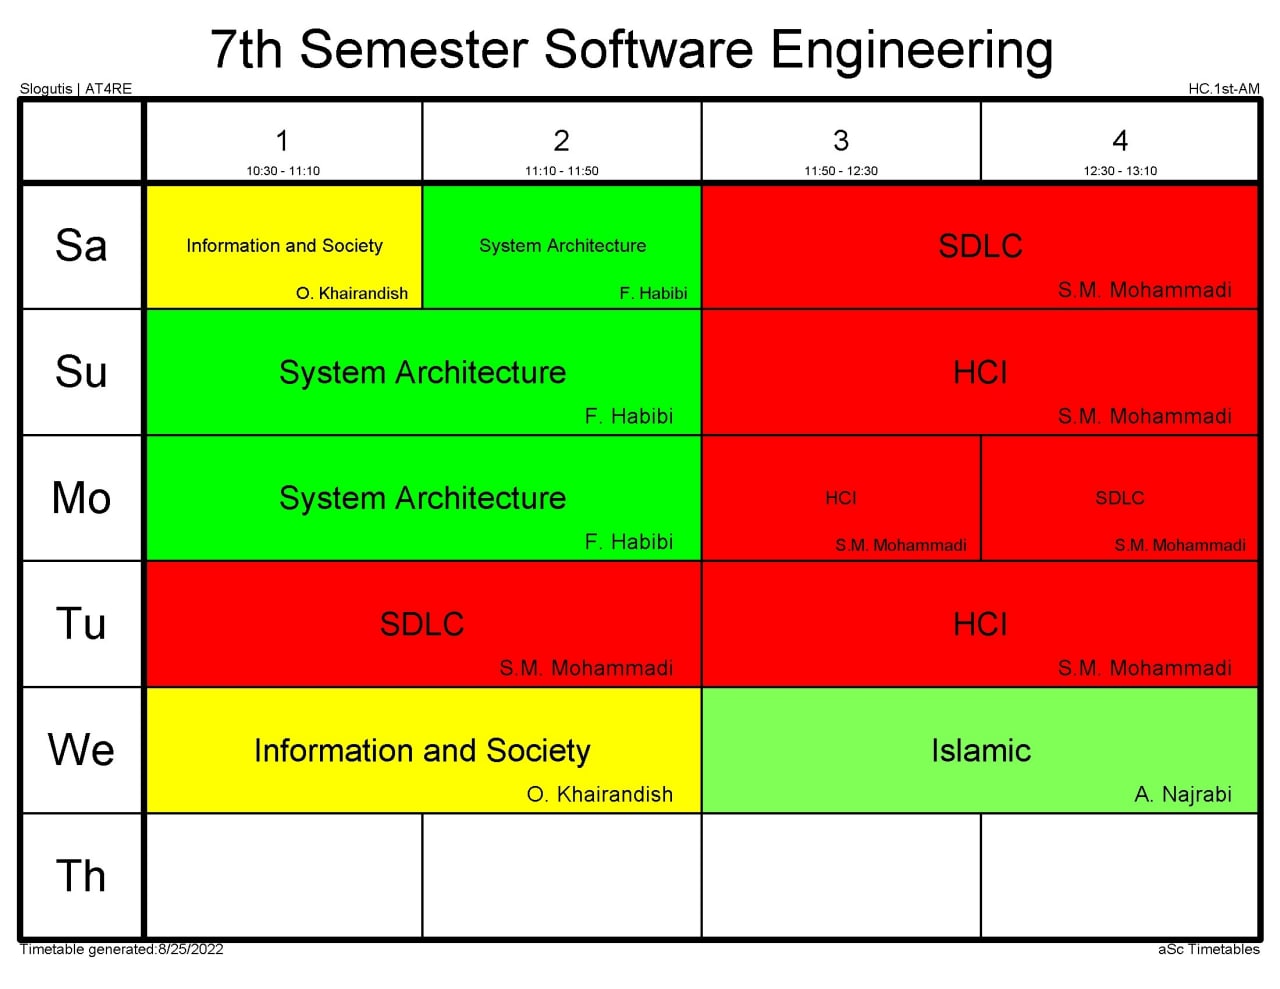 7th Semester Software Engineering
Slogutis | AT4RE
HC.1st-AM
1
2
3
4
10:30 - 11:10
11:10 - 11:50
11:50 - 12:30
12:30 - 13:10
Sa
Information and Society
O. Khairandish
System Architecture
F. Habibi
SDLC
S.M. Mohammadi
Su
System Architecture
F. Habibi
HCI
S.M. Mohammadi
Mo
System Architecture
F. Habibi
HCI
S.M. Mohammadi
SDLC
S.M. Mohammadi
Tu
SDLC
S.M. Mohammadi
HCI
S.M. Mohammadi
We
Information and Society
O. Khairandish
Islamic
A. Najrabi
Th
Timetable generated:8/25/2022
aSc Timetables